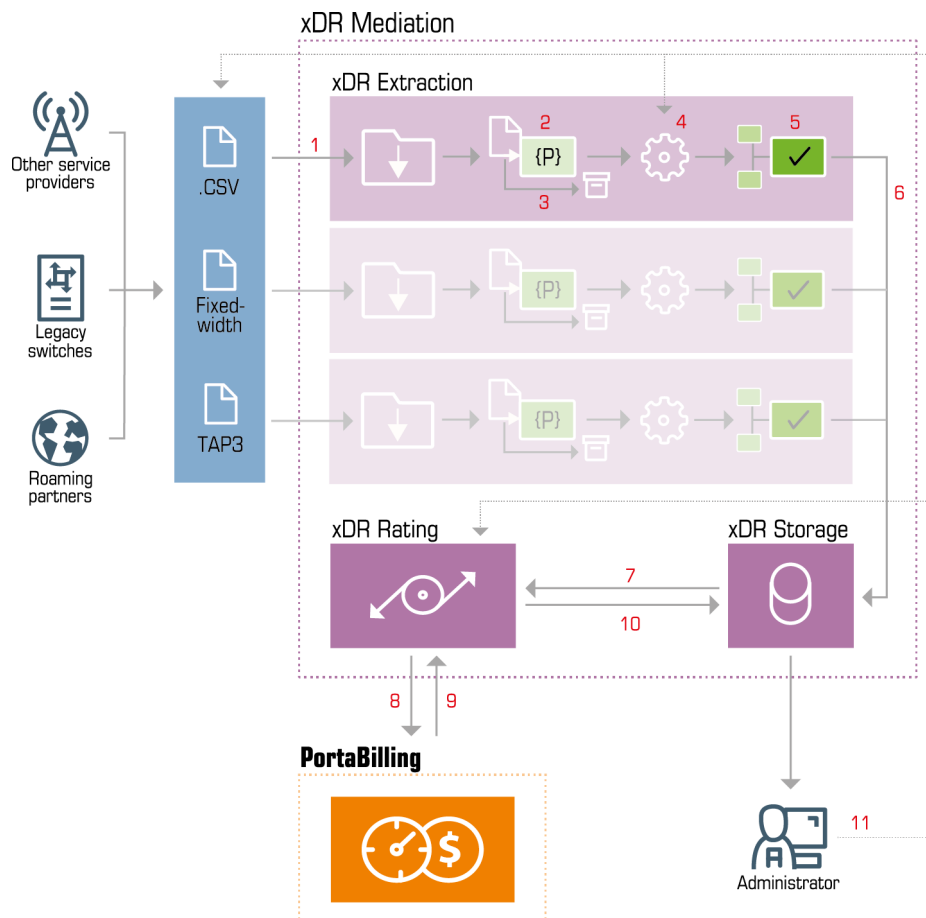 xDR Mediation
xDR Extraction
Other service
providers
.CSV
1
2
{P}
3
4
5
6
Legacy
switches
Fixed-
width
{P}
Roaming
partners
TAP3
{P}
xDR Rating
xDR Storage
7
10
8
9
PortaBilling
$
11
Administrator